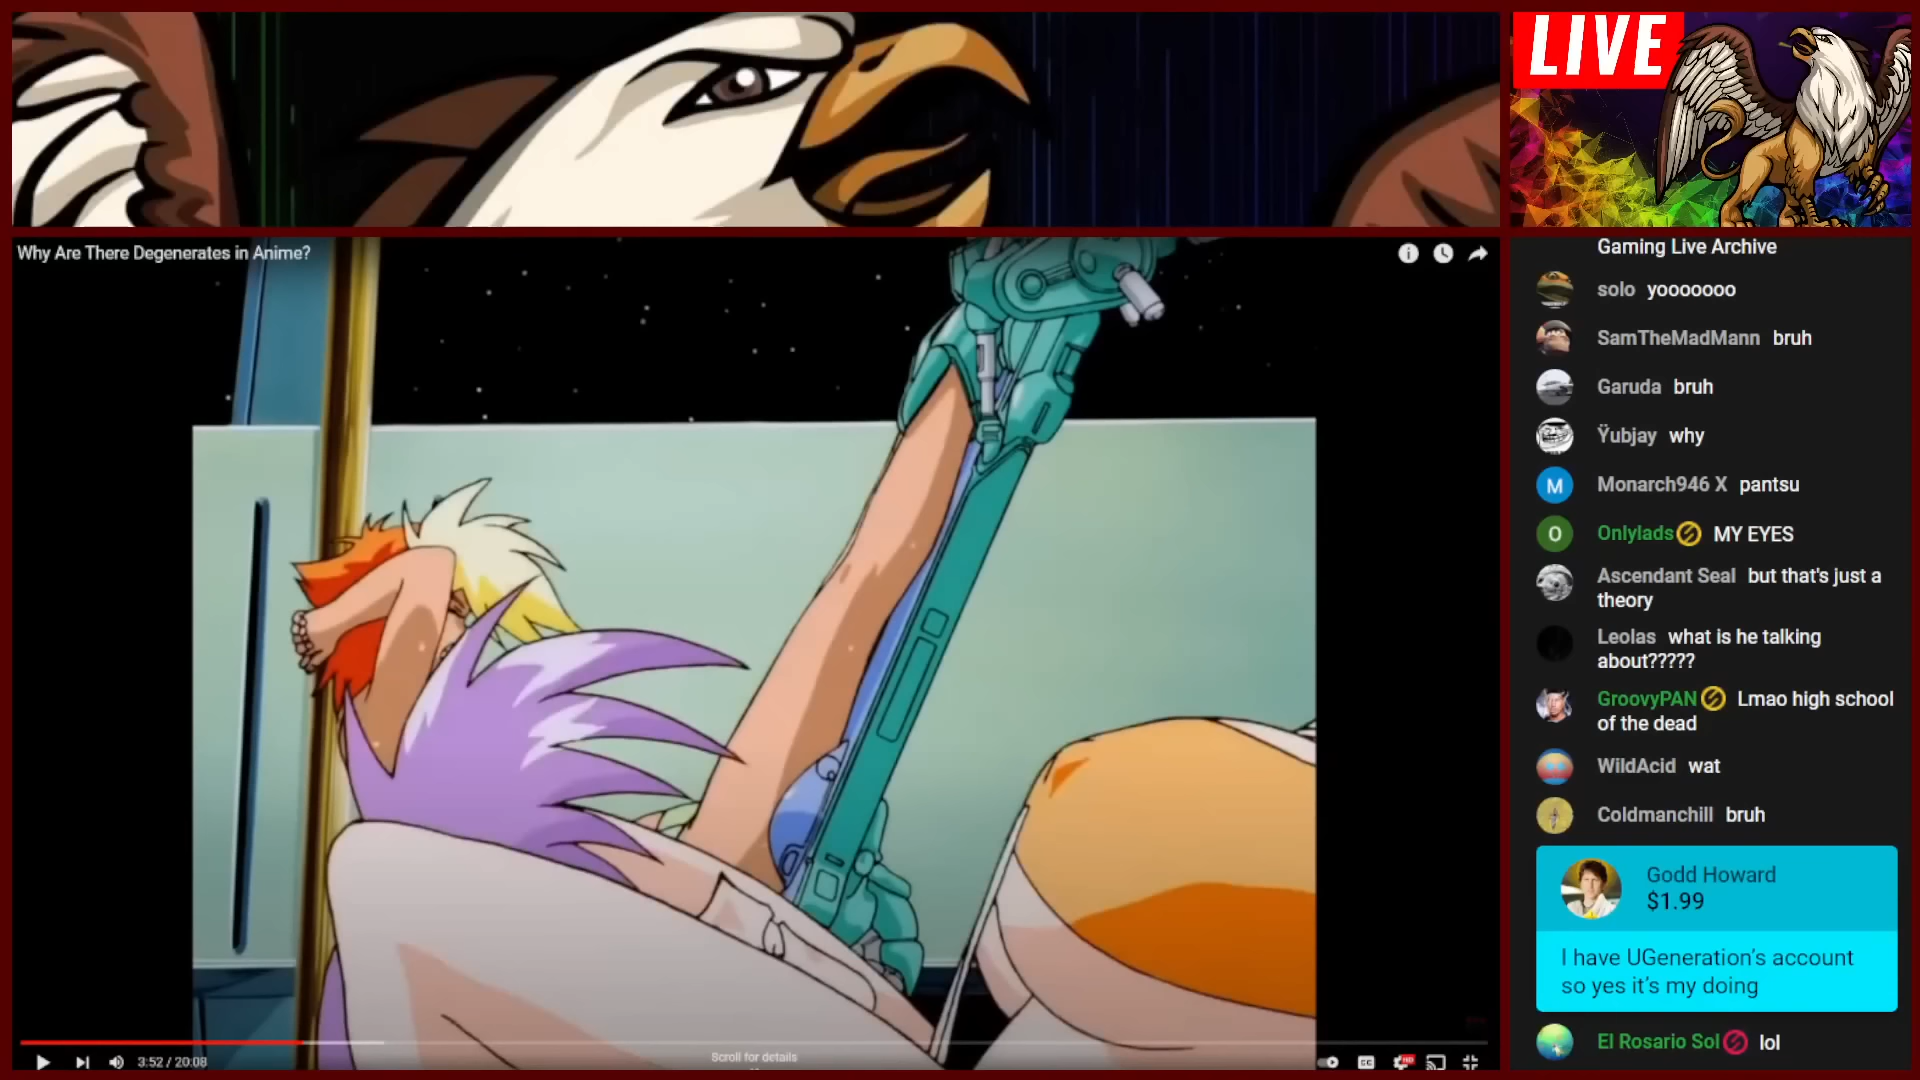 LIVE
Why Are There Degenerates in Anime?
Gaming Live Archive
solo yooooooo
SamTheMadMann bruh
Garuda bruh
Ÿubjay why
M
Monarch946 X pantsu
O
Onlylads MY EYES
Ascendant Seal but that's just a
theory
Leolas what is he talking
about?????
GroovyPAN Lmao high school
of the dead
WildAcid wat
Coldmanchill bruh
Godd Howard
$1.99
I have UGeneration's account
so yes it's my doing
El Rosario Sol lol
3:52 / 20:08
Scroll for details
CC
HD